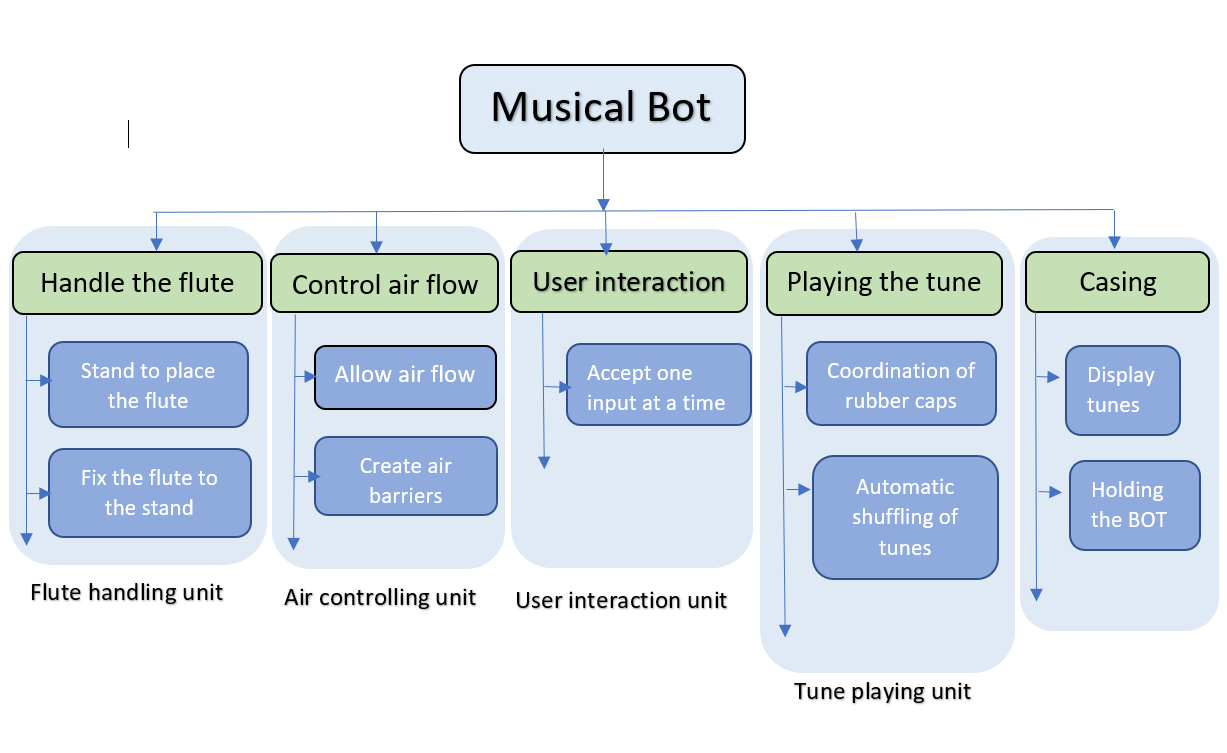 Musical Bot
Handle the flute
Stand to place
the flute
Fix the flute to
the stand
Flute handling unit
Control air flow
Allow air flow
Create air
barriers
Air controlling unit
User interaction
Accept one
input at a time
User interaction unit
Playing the tune
Coordination of
rubber caps
Automatic
shuffling of
tunes
Tune playing unit
Casing
Display
tunes
Holding
the BOT